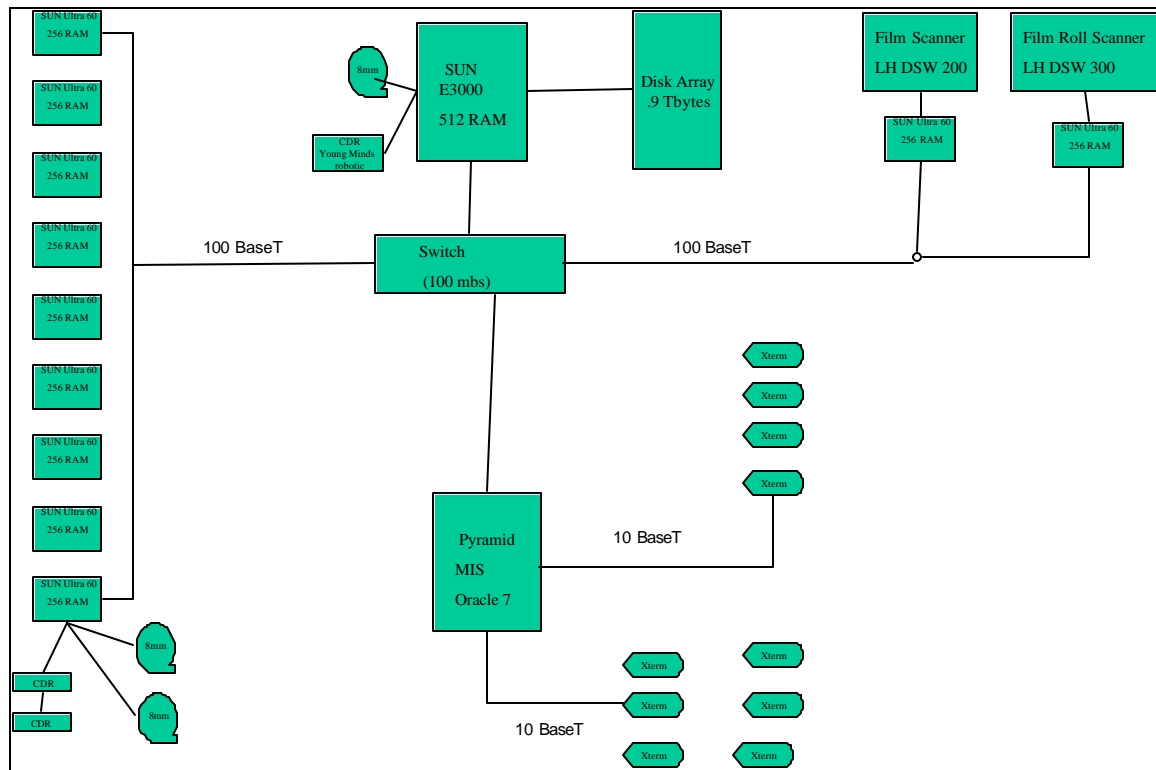 SUN Ultra 60
256 RAM
SUN Ultra 60
256 RAM
SUN Ultra 60
256 RAM
SUN Ultra 60
256 RAM
SUN Ultra 60
256 RAM
SUN Ultra 60
256 RAM
SUN Ultra 60
256 RAM
SUN Ultra 60
256 RAM
SUN Ultra 60
256 RAM
CDR
CDR
8mm
8mm
100 BaseT
8mm
CDR
Young Minds
robotic
SUN
E3000
512 RAM
Disk Array
.9 Tbytes
Switch
(100 mbs)
100 BaseT
Film Scanner
LH DSW 200
SUN Ultra 60
256 RAM
Film Roll Scanner
LH DSW 300
SUN Ultra 60
256 RAM
Pyramid
MIS
Oracle 7
10 BaseT
Xterm
Xterm
Xterm
Xterm
10 BaseT
Xterm
Xterm
Xterm
Xterm
Xterm
Xterm